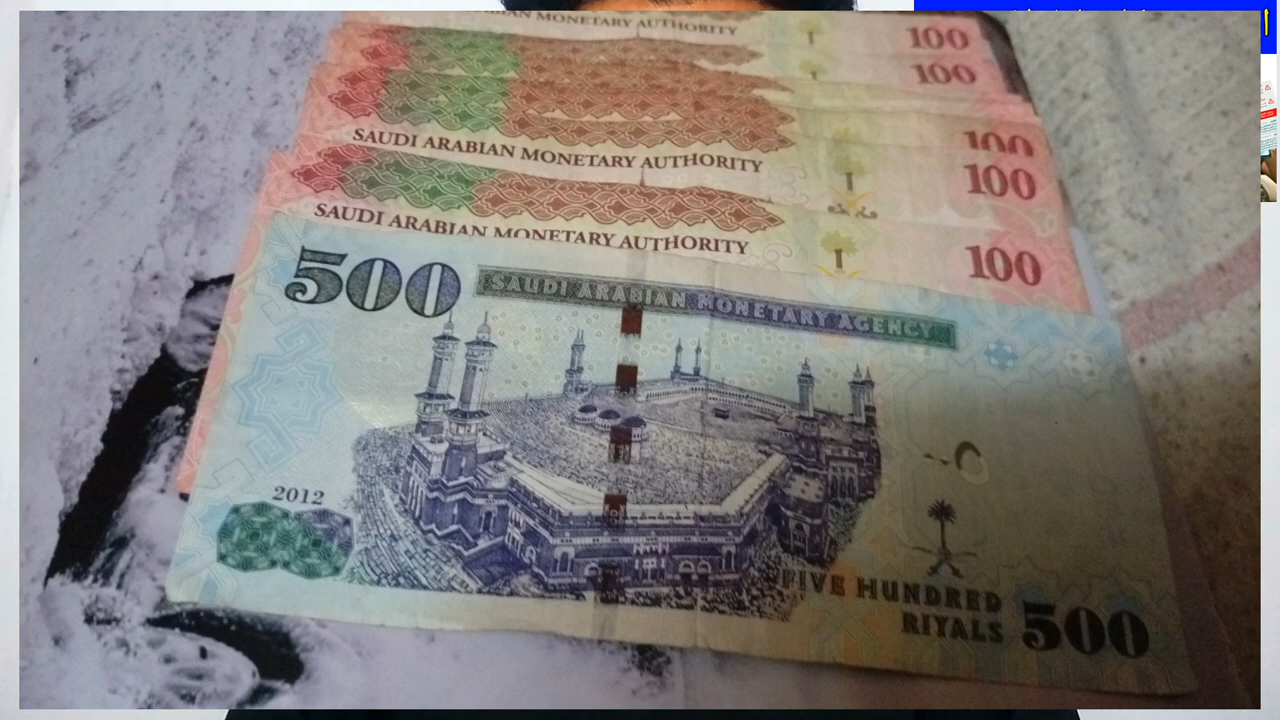 ARABIAN MONETARY AUTHORITY
100
100
100
SAUDI ARABIAN MONETARY AUTHORITY
100
SAUDI ARABIAN MONETARY AUTHORITY
100
500
SAUDI ARABIAN MONETARY AGENCY
2012
FIVE HUNDRED
RIYALS
500